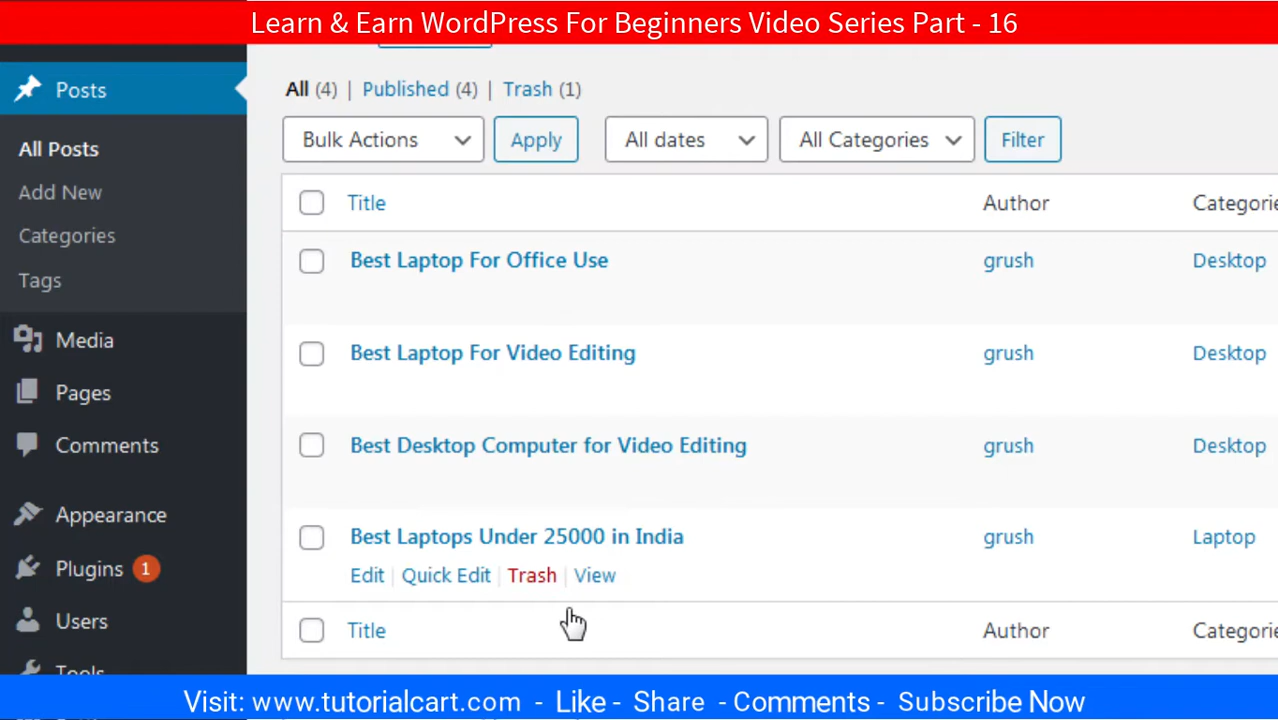 Learn & Earn WordPress For Beginners Video Series Part - 16
Posts
All Posts
Add New
Categories
Tags
Media
Pages
Comments
Appearance
Plugins 1
Users
Tools
All (4) | Published (4) | Trash (1)
Bulk Actions Apply All dates All Categories Filter
Title Author Categorie
Best Laptop For Office Use grush Desktop
Best Laptop For Video Editing grush Desktop
Best Desktop Computer for Video Editing grush Desktop
Best Laptops Under 25000 in India grush Laptop
Edit | Quick Edit | Trash | View
Title Author Categorie
Visit: www.tutorialcart.com - Like - Share - Comments - Subscribe Now